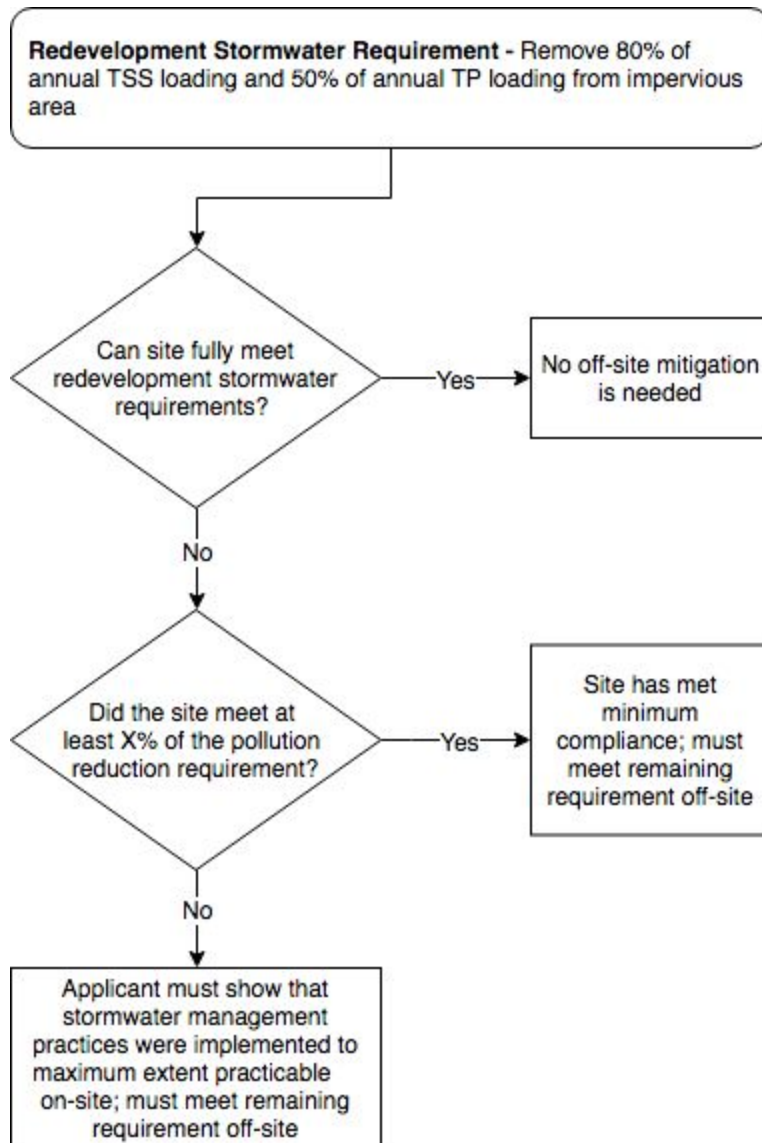 Redevelopment Stormwater Requirement - Remove 80% of
annual TSS loading and 50% of annual TP loading from impervious
area
Can site fully meet
redevelopment stormwater
requirements?
Yes
No off-site mitigation
is needed
No
Did the site meet at
least X% of the pollution
reduction requirement?
Yes
Site has met
minimum
compliance; must
meet remaining
requirement off-site
No
Applicant must show that
stormwater management
practices were implemented to
maximum extent practicable
on-site; must meet remaining
requirement off-site